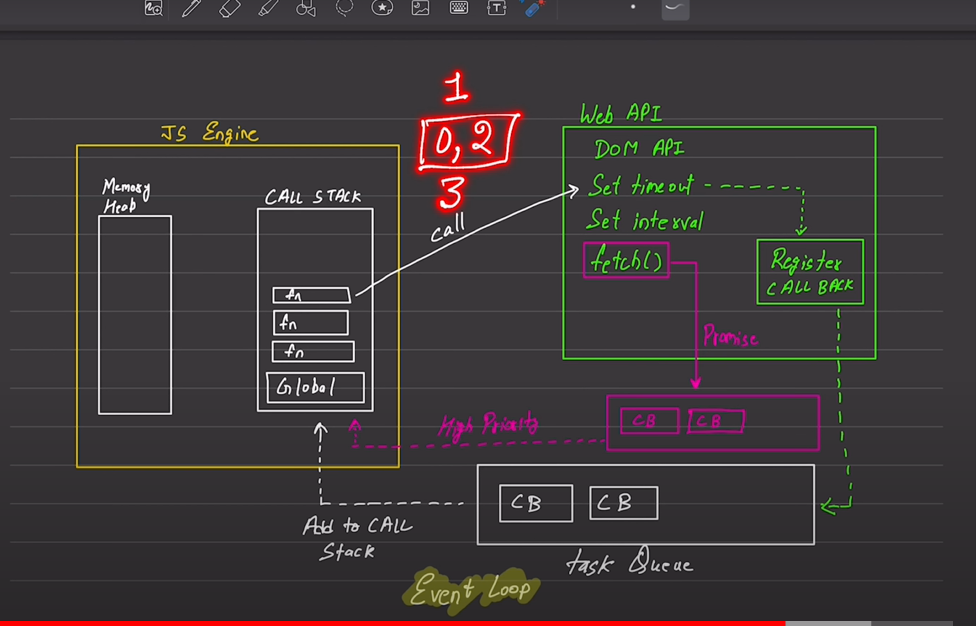 1
0, 2
3
JS Engine
Memory
Heap
CALL STACK
fn
fn
fn
Global
call
Web API
DOM API
Set timeout
Set interval
fetch()
Register
CALL BACK
Promise
CB CB
High Priority
CB CB
Task Queue
Add to CALL
Stack
Event Loop
T